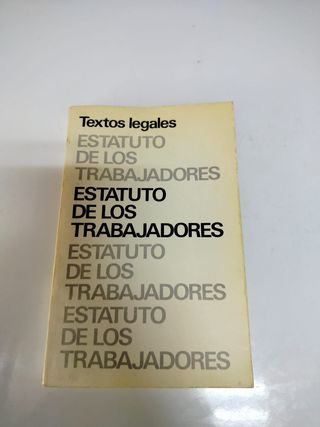 Textos legales
ESTATUTO
DE LOS
TRABAJADORES
ESTATUTO
DE LOS
TRABAJADORES
ESTATUTO
DE LOS
TRABAJADORES
ESTATUTO
DE LOS
TRABAJADORES